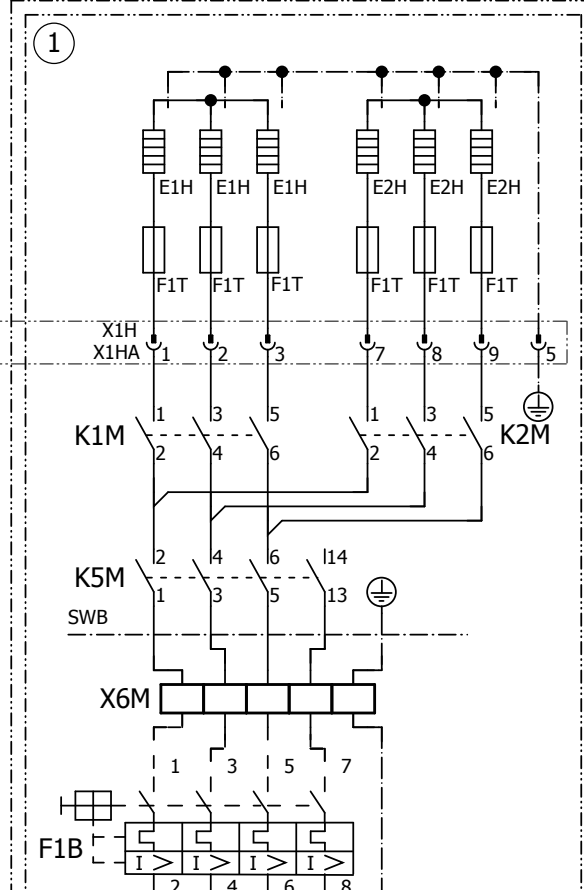 1
E1H E1H E1H E2H E2H E2H
F1T F1T F1T F1T F1T F1T
X1H
X1HA 1 2 3 7 8 9 5
1 3 5 1 3 5
K1M K2M
2 4 6 2 4 6
2 4 6 14
K5M
1 3 5 13
SWB
X6M
1 3 5 7
F1B
I > I > I > I >
2 4 6 8